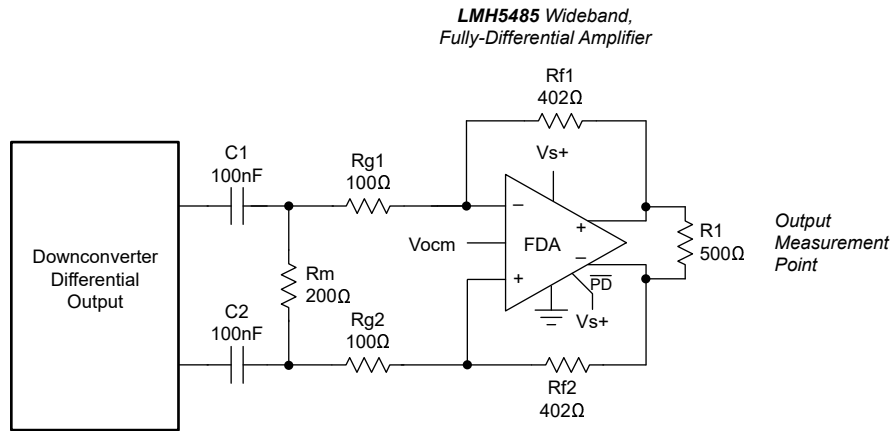 LMH5485 Wideband,
Fully-Differential Amplifier
Rf1
402Ω
C1
100nF
Rg1
100Ω
Vs+
Downconverter
Differential
Output
Rm
200Ω
Vocm
−
+
FDA
+
−
PD
Vs+
R1
500Ω
Output
Measurement
Point
C2
100nF
Rg2
100Ω
Rf2
402Ω